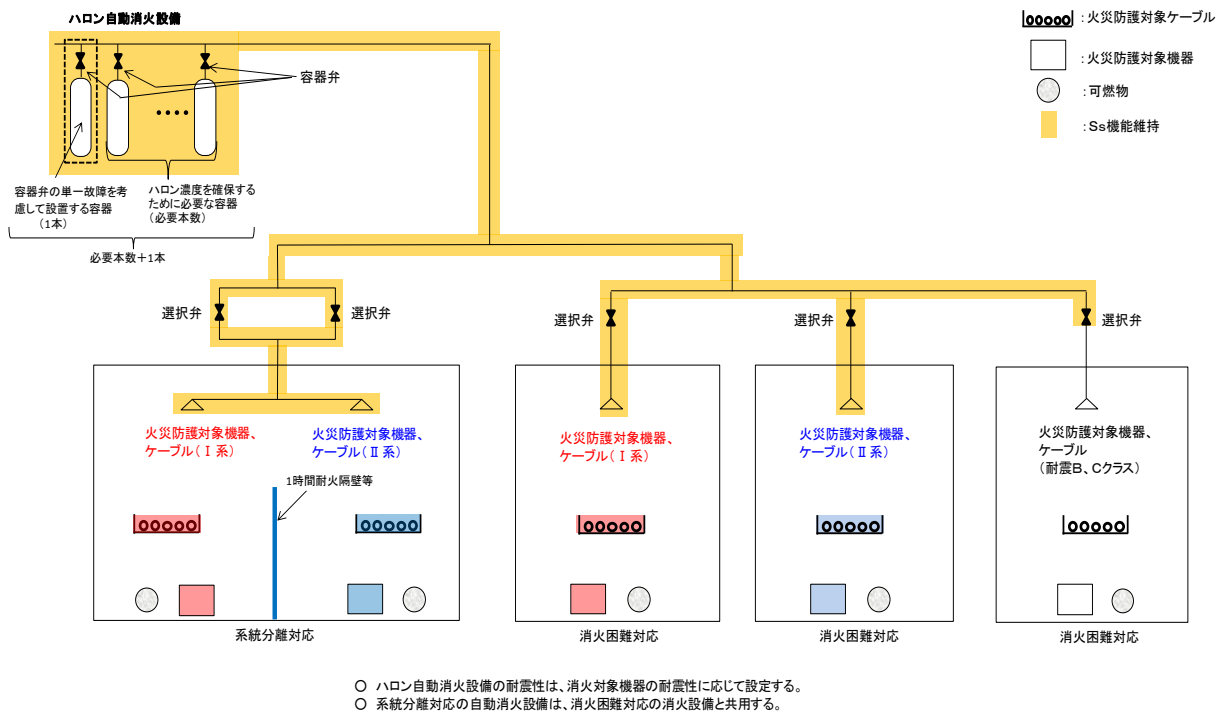 ハロン自動消火設備
容器弁
容器弁の単一故障を考
慮して設置する容器
(1本)
ハロン濃度を確保する
ために必要な容器
(必要本数)
必要本数+1本
:火災防護対象ケーブル
:火災防護対象機器
:可燃物
:Ss機能維持
選択弁
選択弁
選択弁
選択弁
選択弁
火災防護対象機器、
ケーブル(Ⅰ系)
火災防護対象機器、
ケーブル(Ⅱ系)
1時間耐火隔壁等
火災防護対象機器、
ケーブル(Ⅰ系)
火災防護対象機器、
ケーブル(Ⅱ系)
火災防護対象機器、
ケーブル
(耐震B、Cクラス)
系統分離対応
消火困難対応
消火困難対応
消火困難対応
○ ハロン自動消火設備の耐震性は、消火対象機器の耐震性に応じて設定する。
○ 系統分離対応の自動消火設備は、消火困難対応の消火設備と共用する。